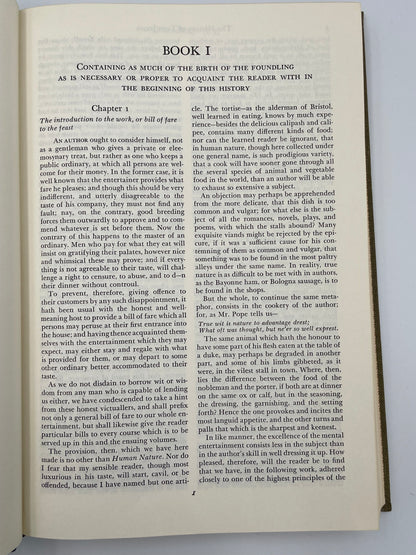 BOOK I
CONTAINING AS MUCH OF THE BIRTH OF THE FOUNDLING
AS IS NECESSARY OR PROPER TO ACQUAINT THE READER WITH IN
THE BEGINNING OF THIS HISTORY
Chapter 1
The introduction to the work, or bill of fare
to the feast
AN AUTHOR ought to consider himself, not
as a gentleman who gives a private or elee-
mosynary treat, but rather as one who keeps a
public ordinary, at which all persons are wel-
come for their money. In the former case, it is
well known that the entertainer provides what
fare he pleases; and though this should be very
indifferent, and utterly disagreeable to the
taste of his company, they must not find any
fault; nay, on the contrary, good breeding
forces them outwardly to approve and to com-
mend whatever is set before them. Now the
contrary of this happens to the master of an
ordinary. Men who pay for what they eat will
insist on gratifying their palates, however nice
and whimsical these may prove; and if every-
thing is not agreeable to their taste, will chal-
lenge a right to censure, to abuse, and to d—n
their dinner without controul.
To prevent, therefore, giving offence to
their customers by any such disappointment, it
hath been usual with the honest and well-
meaning host to provide a bill of fare which all
persons may peruse at their first entrance into
the house; and having thence acquainted them-
selves with the entertainment which they may
expect, may either stay and regale with what
is provided for them, or may depart to some
other ordinary better accommodated to their
taste.
As we do not disdain to borrow wit or wis-
dom from any man who is capable of lending
us either, we have condescended to take a hint
from these honest victuallers, and shall prefix
not only a general bill of fare to our whole en-
tertainment, but shall likewise give the reader
particular bills to every course which is to be
served up in this and the ensuing volumes.
The provision, then, which we have here
made is no other than Human Nature. Nor do
I fear that my sensible reader, though most
luxurious in his taste, will start, cavil, or be
offended, because I have named but one arti-
cle. The tortise—as the alderman of Bristol,
well learned in eating, knows by much expe-
rience—besides the delicious calipash and cali-
pee, contains many different kinds of food;
nor can the learned reader be ignorant, that
in human nature, though here collected under
one general name, is such prodigious variety,
that a cook will have sooner gone through all
the several species of animal and vegetable
food in the world, than an author will be able
to exhaust so extensive a subject.
An objection may perhaps be apprehended
from the more delicate, that this dish is too
common and vulgar; for what else is the sub-
ject of all the romances, novels, plays, and
poems, with which the stalls abound? Many
exquisite viands might be rejected by the epi-
cure, if it was a sufficient cause for his con-
temning of them as common and vulgar, that
something was to be found in the most paltry
alleys under the same name. In reality, true
nature is as difficult to be met with in authors,
as the Bayonne ham, or Bologna sausage, is to
be found in the shops.
But the whole, to continue the same meta-
phor, consists in the cookery of the author;
for, as Mr. Pope tells us—
True wit is nature to advantage drest;
What oft was thought, but ne'er so well exprest.
The same animal which hath the honour to
have some part of his flesh eaten at the table of
a duke, may perhaps be degraded in another
part, and some of his limbs gibbeted, as it
were, in the vilest stall in town. Where, then,
lies the difference between the food of the
nobleman and the porter, if both are at dinner
on the same ox or calf, but in the seasoning,
the dressing, the garnishing, and the setting
forth? Hence the one provokes and incites the
most languid appetite, and the other turns and
palls that which is the sharpest and keenest.
In like manner, the excellence of the mental
entertainment consists less in the subject than
in the author's skill in well dressing it up. How
pleased, therefore, will the reader be to find
that we have, in the following work, adhered
closely to one of the highest principles of the
1